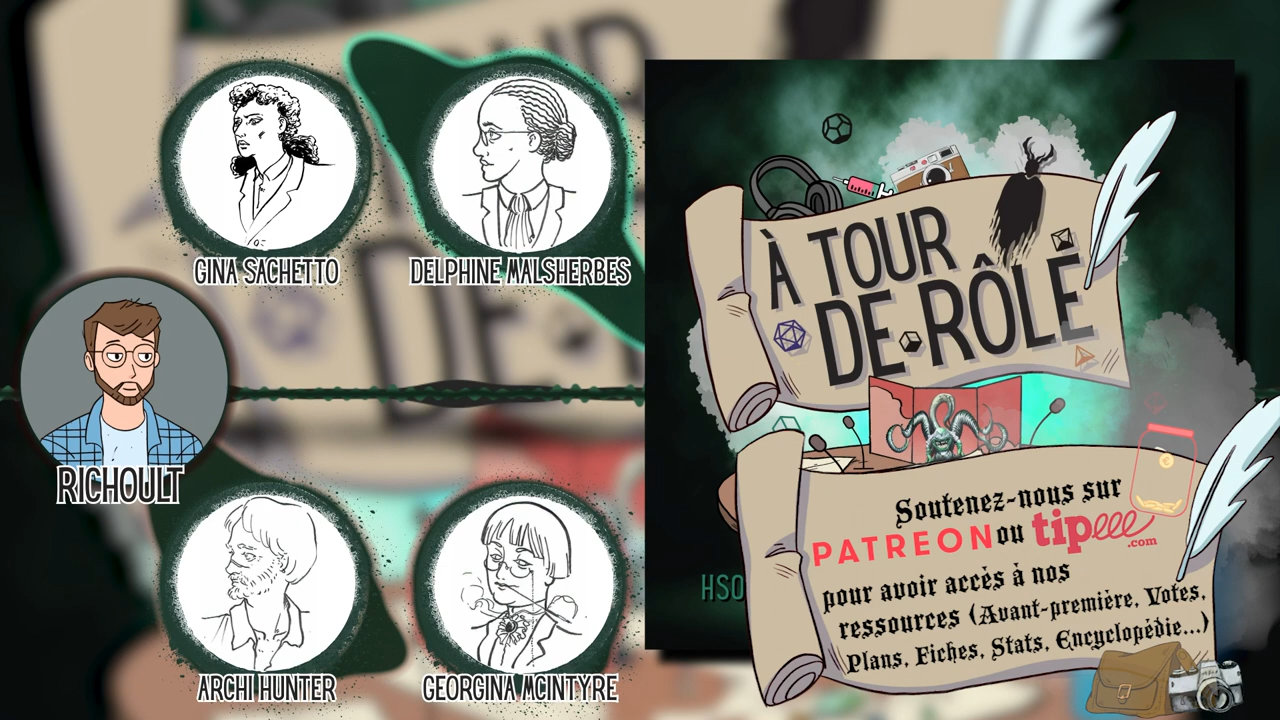 GINA SACHETTO
DELPHINE MALSHERBES
RICHOULT
ARCHI HUNTER
GEORGINA MCINTYRE
À TOUR
DE RÔLE
HSO
Soutenez-nous sur
PATREON ou tipeee.com
pour avoir accès à nos
ressources (Avant-première, Votes,
Plans, Fiches, Stats, Encyclopédie...)